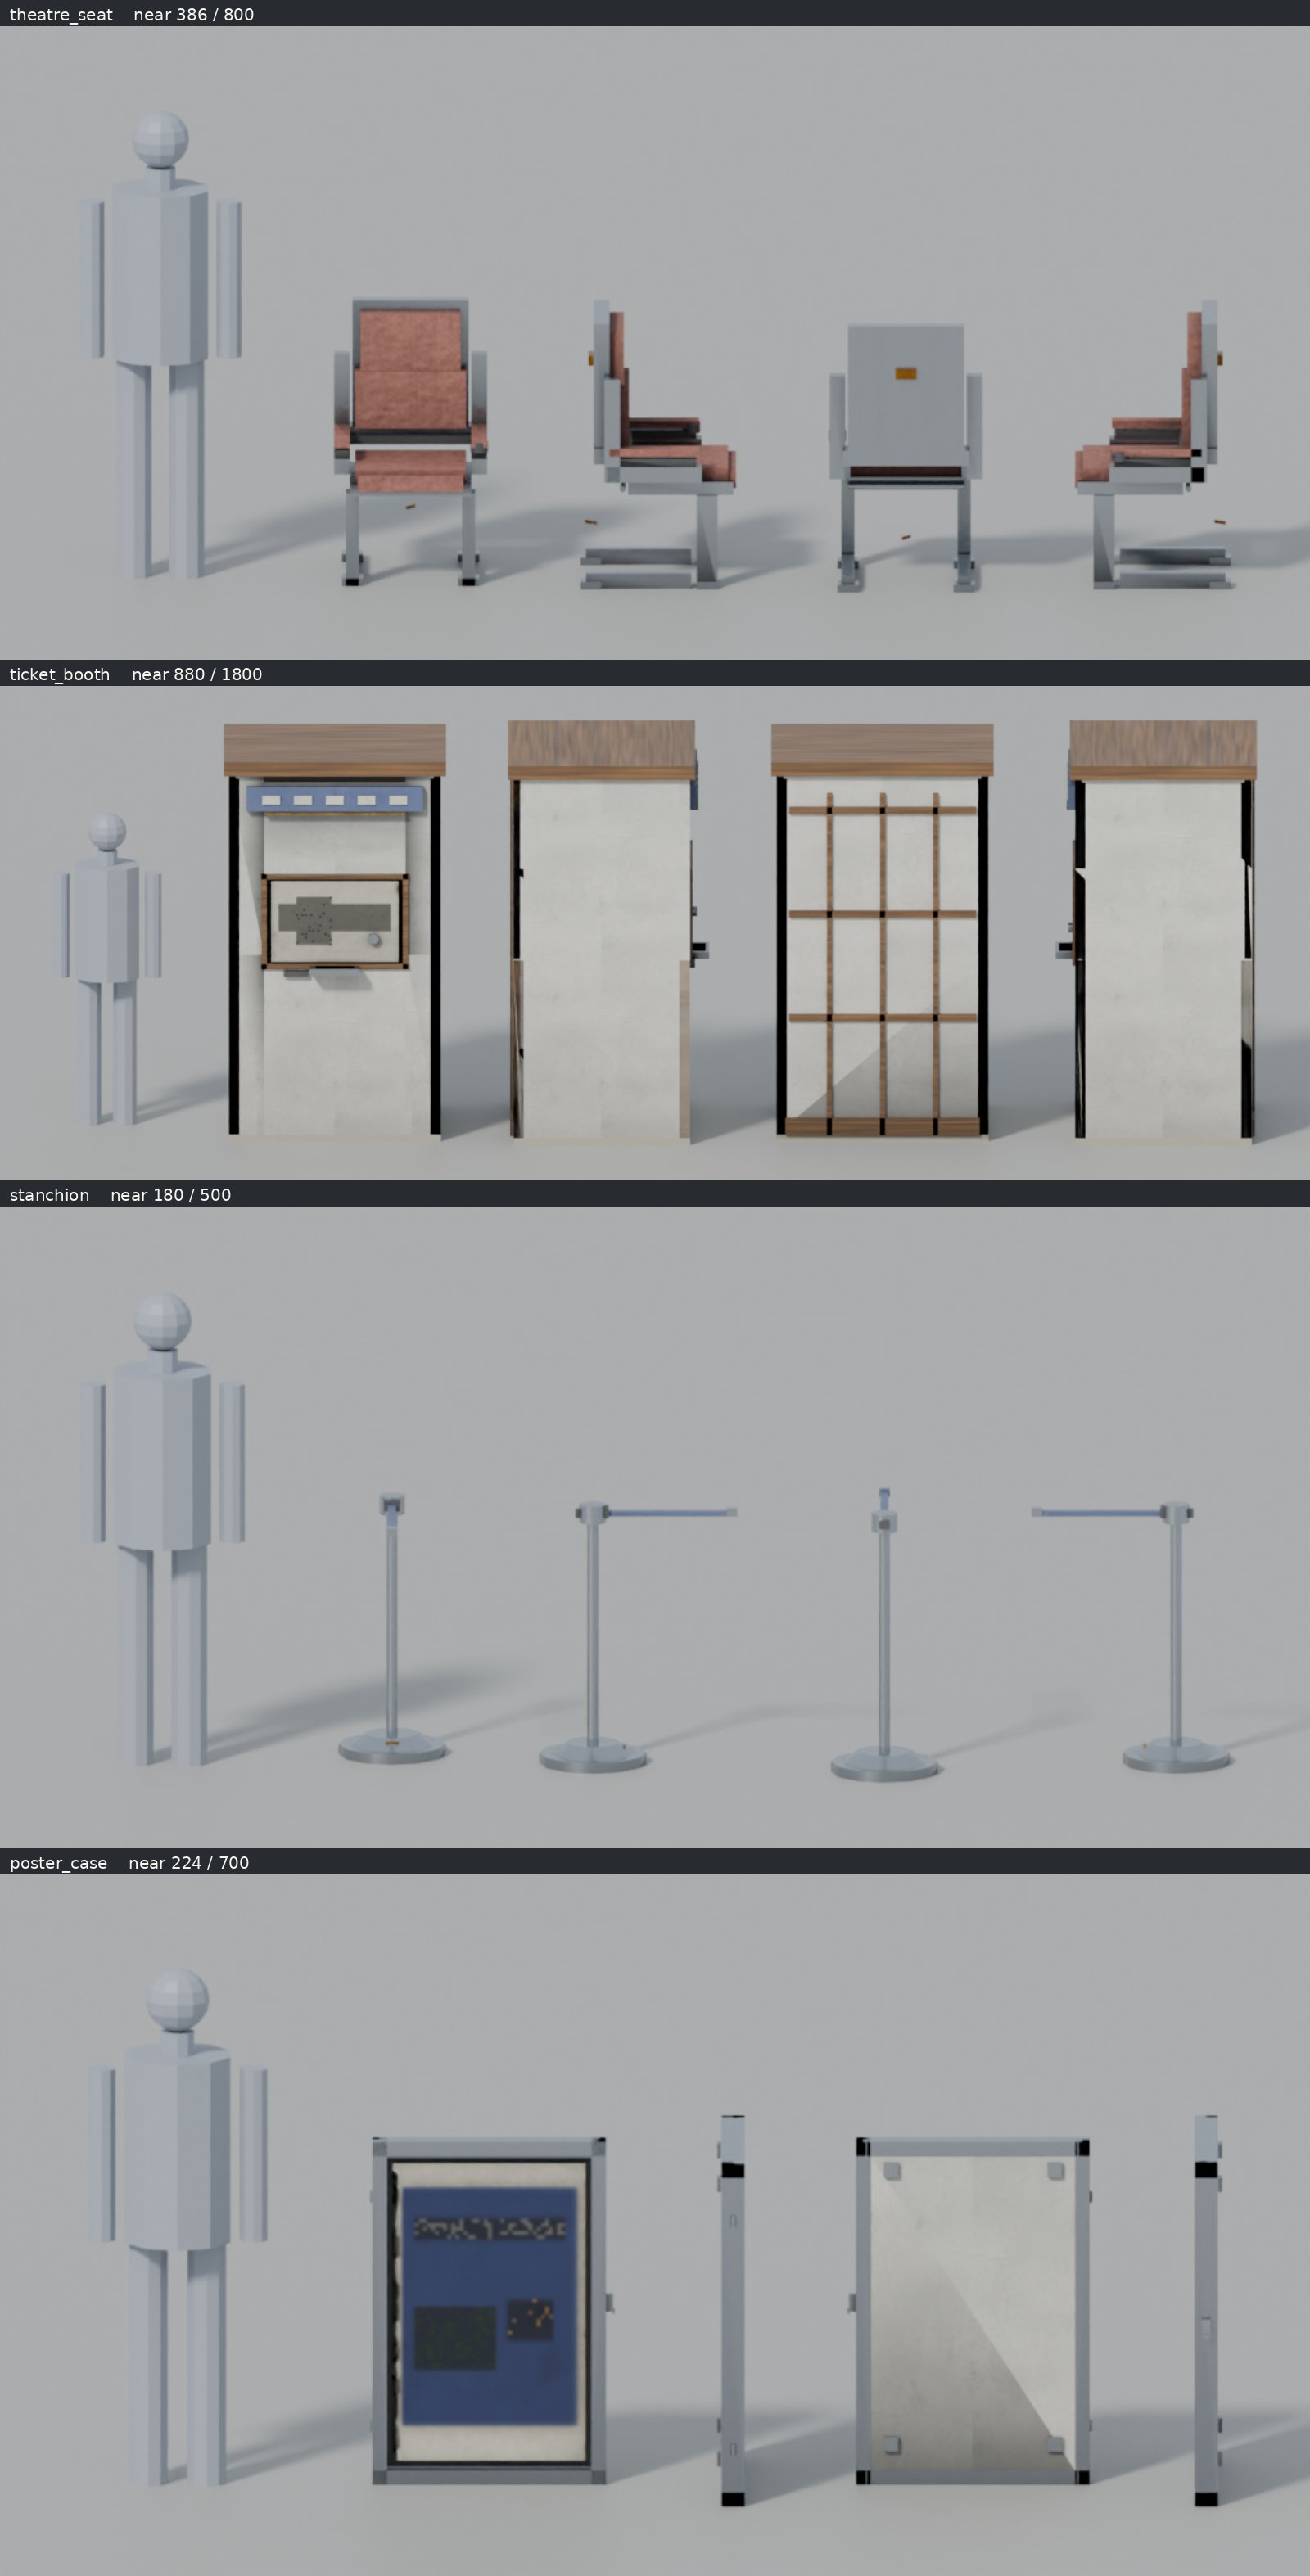 theatre_seat near 386 / 800
ticket_booth near 880 / 1800
stanchion near 180 / 500
poster_case near 224 / 700